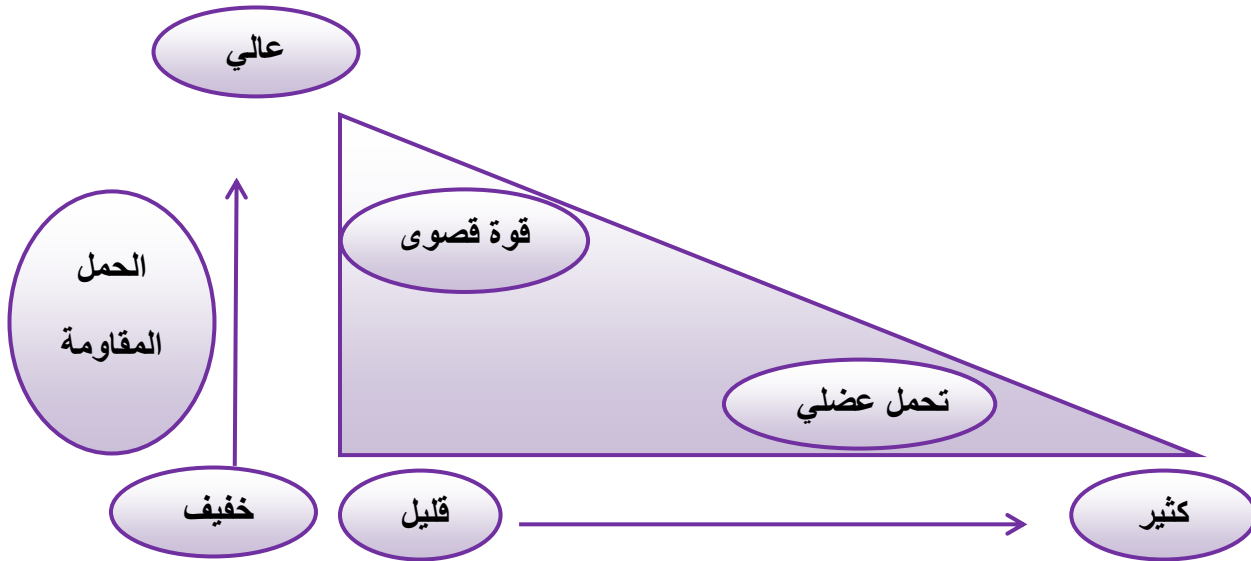 عالي
قوة قصوى
الحمل
المقاومة
تحمل عضلي
خفيف
قليل
كثير